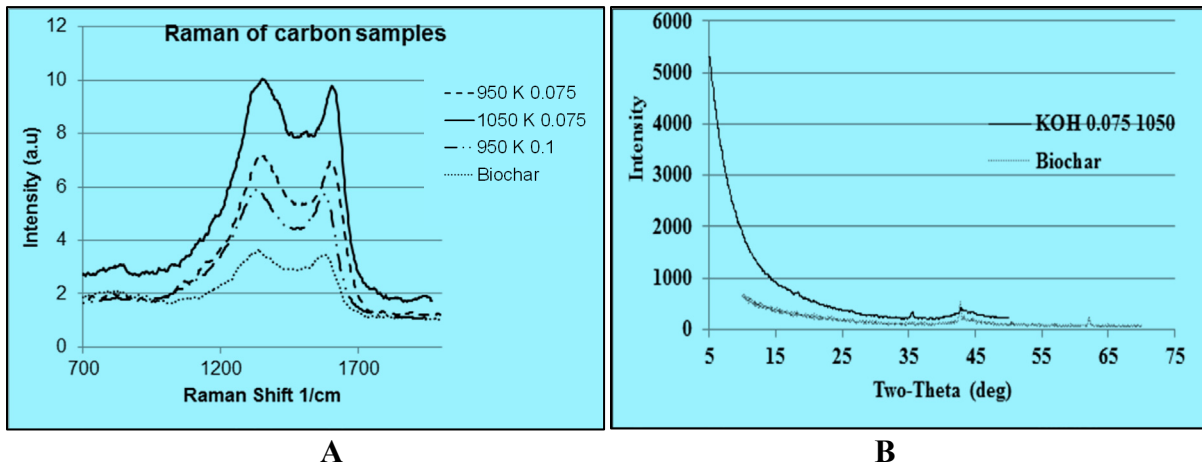 Raman of carbon samples
12
10
8
6
4
2
0
Intensity (a.u)
700
1200
1700
Raman Shift 1/cm
950 K 0.075
1050 K 0.075
950 K 0.1
Biochar
A
6000
5000
4000
3000
2000
1000
0
Intensity
5
15
25
35
45
55
65
75
Two-Theta (deg)
KOH 0.075 1050
Biochar
B